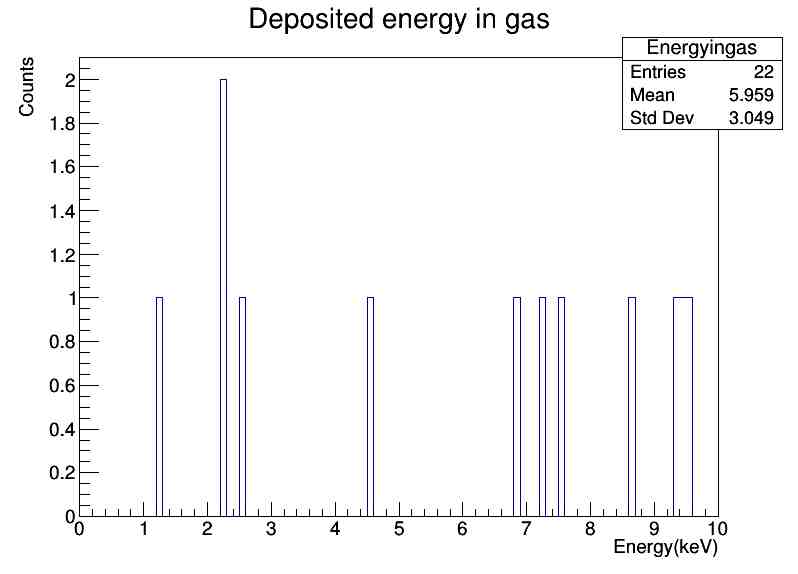 Deposited energy in gas
Energyingas
Entries 22
Mean 5.959
Std Dev 3.049
Counts
2
1.8
1.6
1.4
1.2
1
0.8
0.6
0.4
0.2
0
0 1 2 3 4 5 6 7 8 9 10
Energy(keV)